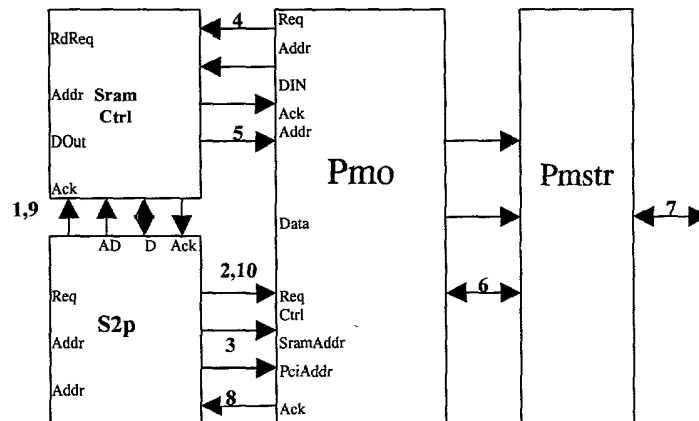 4
Req
RdReq
Addr
DIN
Addr
Sram
Ctrl
Ack
Addr
DOut
5
Pmo
Pmstr
Ack
1,9
Data
7
AD
D
Ack
2,10
6
Req
Req
S2p
Ctrl
Addr
3
SramAddr
PciAddr
Addr
8
Ack